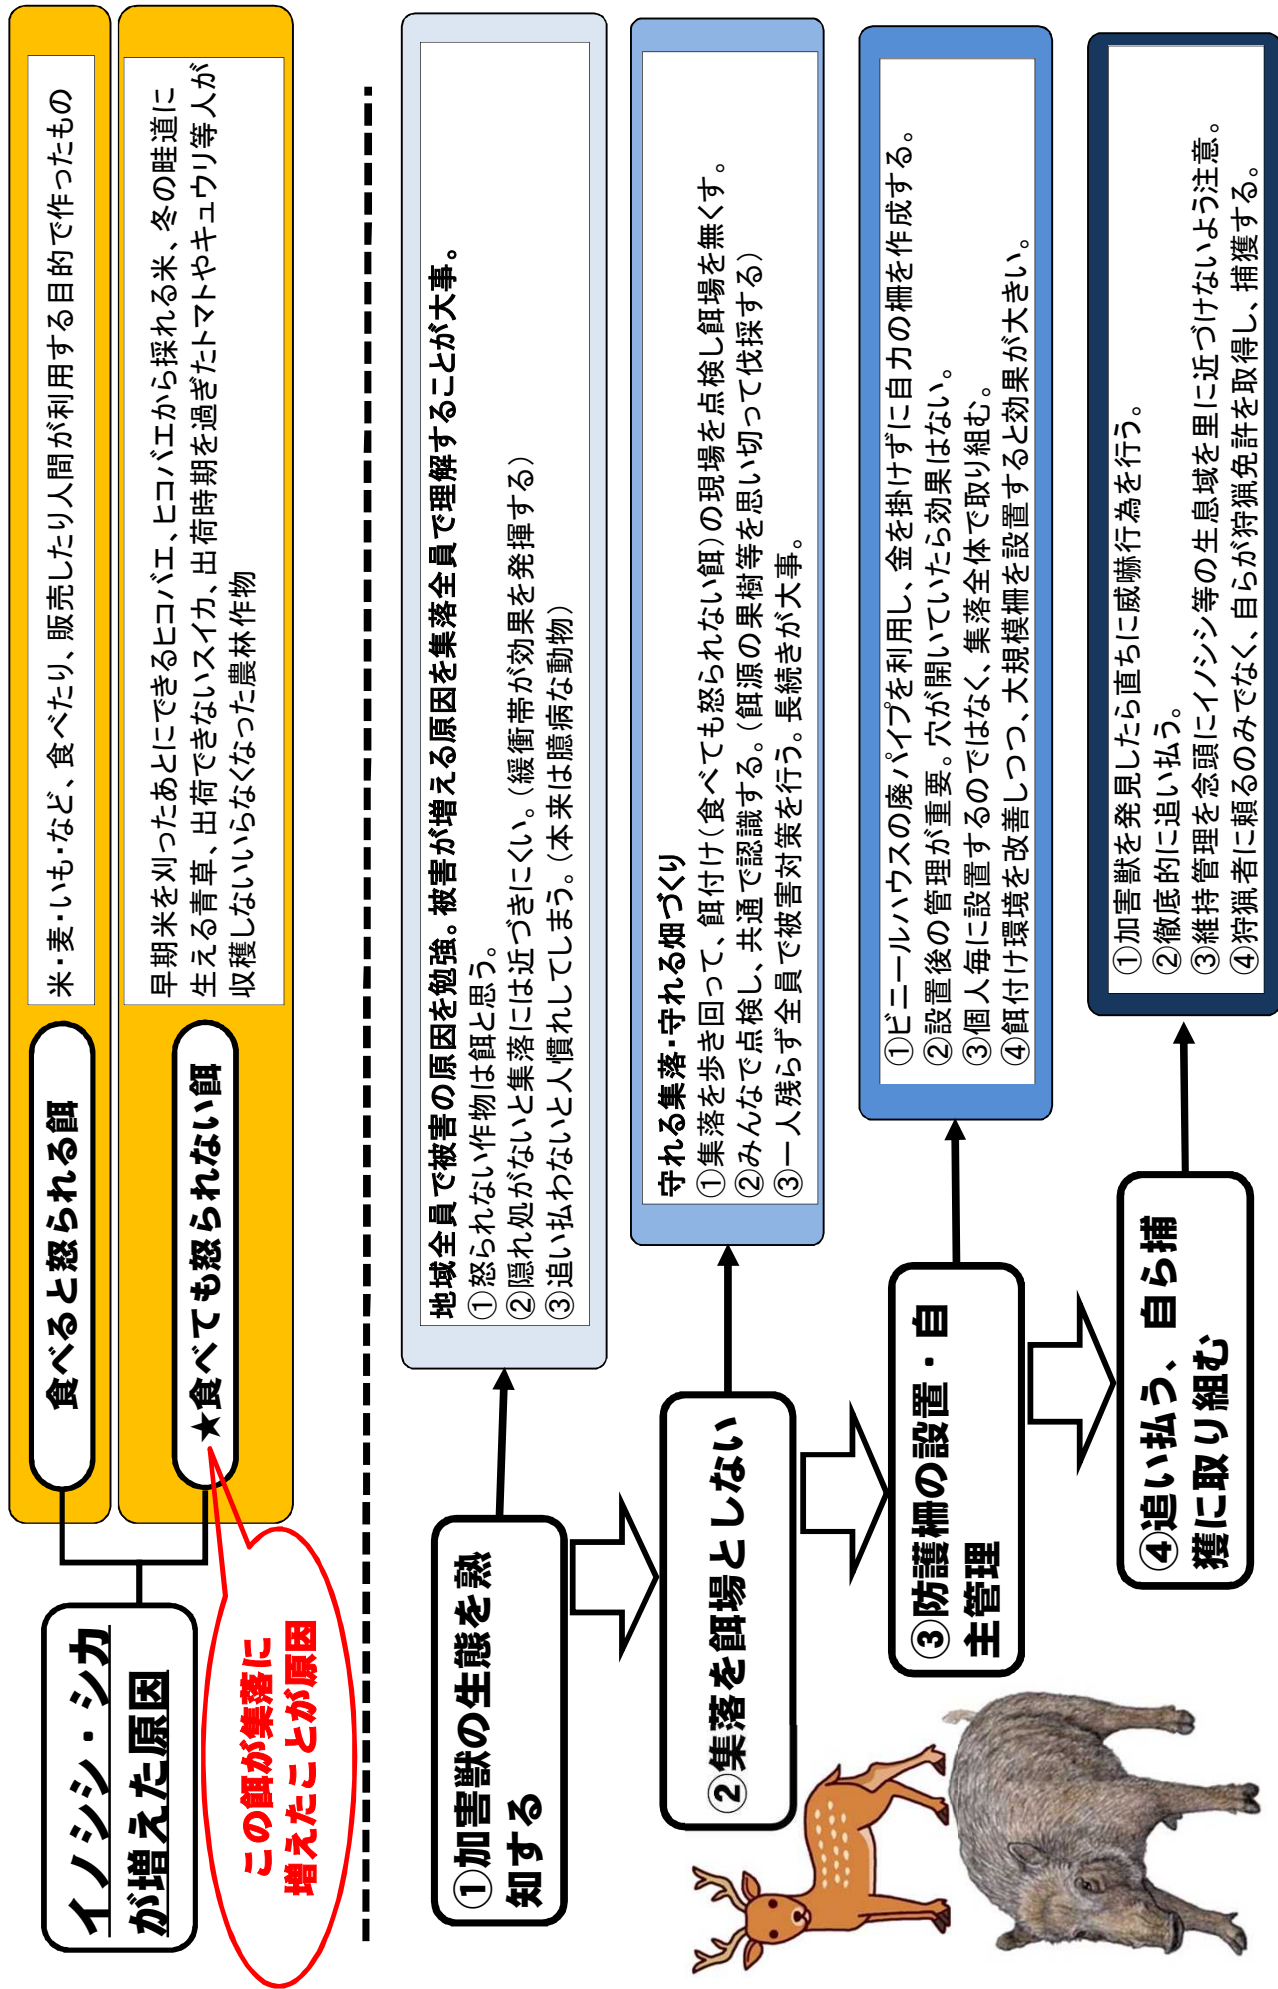 イノシシ・シカ
が増えた原因
食べると怒られる餌
米・麦・いも・など、食べたり、販売したり人間が利用する目的で作ったもの
★食べても怒られない餌
早期米を刈ったあとにできるヒコバエ、ヒコバエから採れる米、冬の畦道に
生える青草、出荷できないスイカ、出荷時期を過ぎたトマトやキュウリ等人が
収穫しないいらなくなった農林作物
この餌が集落に
増えたことが原因
①加害獣の生態を熟
知する
地域全員で被害の原因を勉強。被害が増える原因を集落全員で理解することが大事。
①怒られない作物は餌と思う。
②隠れ処がないと集落には近づきにくい。(緩衝帯が効果を発揮する)
③追い払わないと人慣れしてしまう。(本来は臆病な動物)
②集落を餌場としない
守れる集落・守れる畑づくり
①集落を歩き回って、餌付け(食べても怒られない餌)の現場を点検し餌場を無くす。
②みんなで点検し、共通で認識する。(餌源の果樹等を思い切って伐採する)
③一人残らず全員で被害対策を行う。長続きが大事。
③防護柵の設置・自
主管理
①ビニールハウスの廃パイプを利用し、金を掛けずに自力の柵を作成する。
②設置後の管理が重要。穴が開いていたら効果はない。
③個人毎に設置するのではなく、集落全体で取り組む。
④餌付け環境を改善しつつ、大規模柵を設置すると効果が大きい。
④追い払う、自ら捕
獲に取り組む
①加害獣を発見したら直ちに威嚇行為を行う。
②徹底的に追い払う。
③維持管理を念頭にイノシシ等の生息域を里に近づけないよう注意。
④狩猟者に頼るのみでなく、自らが狩猟免許を取得し、捕獲する。